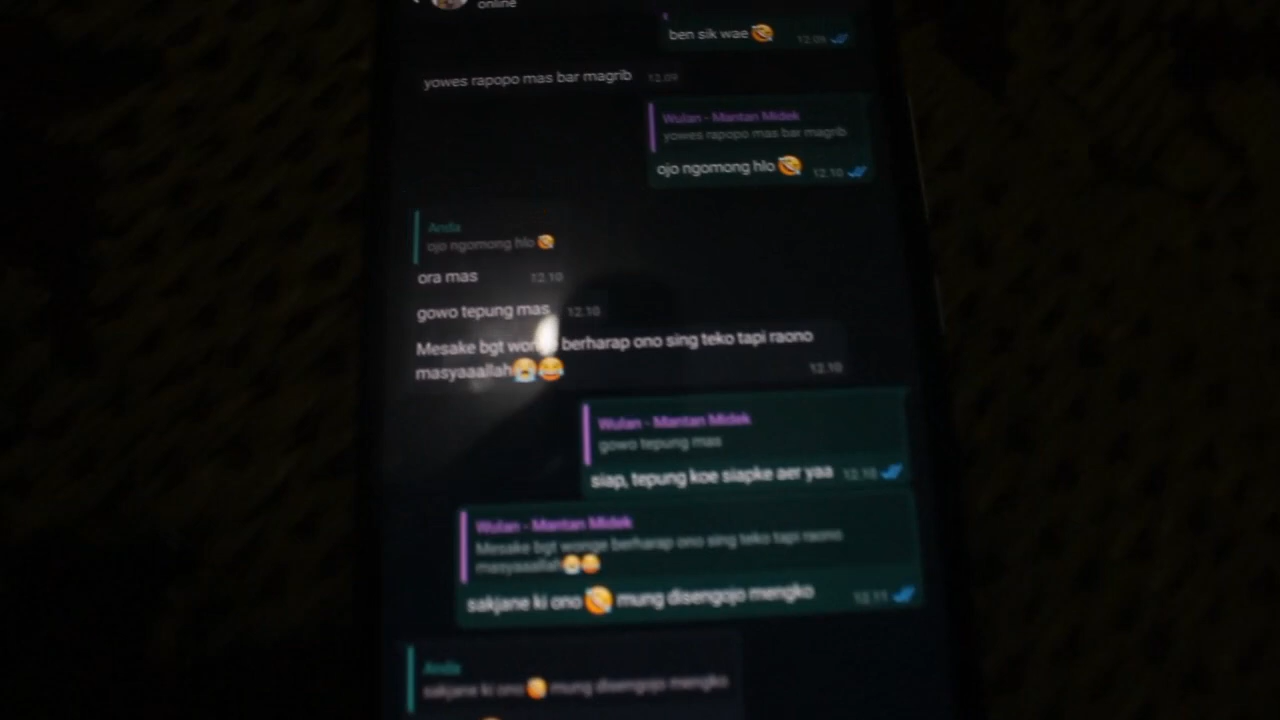 online
ben sik wae
12.09
yowes rapopo mas bar magrib 12.09
Wulan - Mantan Midek
yowes rapopo mas bar magrib
ojo ngomong hlo 12.10
Anda
ojo ngomong hlo
ora mas 12.10
gowo tepung mas 12.10
Mesake bgt berharap ono sing teko tapi raono
masyaaallah 12.10
Wulan - Mantan Midek
gowo tepung mas
siap, tepung koe siapke aer yaa 12.10
Wulan - Mantan Midek
Mesake bgt wonge berharap ono sing teko tapi raono
masyaaallah
sakjane ki ono mung disengojo mengko 12.11
Anda
sakjane ki ono mung disengojo mengko